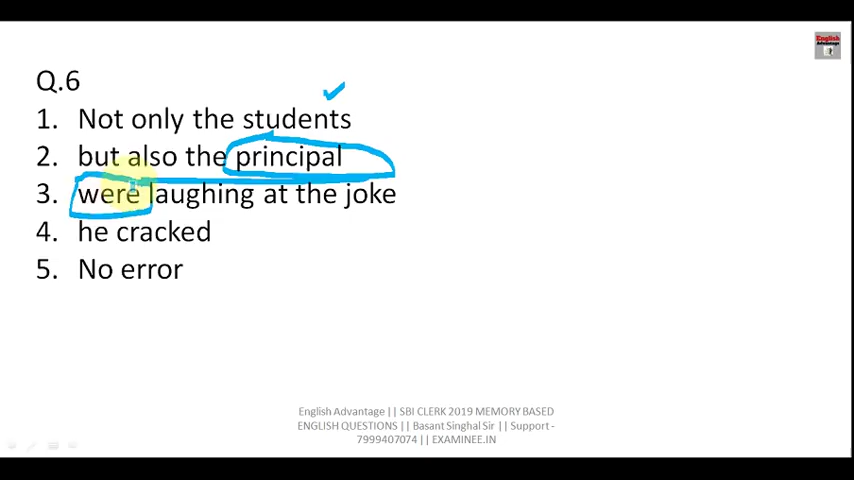 English
Advantage
Q.6
1. Not only the students
2. but also the principal
3. were laughing at the joke
4. he cracked
5. No error
English Advantage || SBI CLERK 2019 MEMORY BASED
ENGLISH QUESTIONS || Basant Singhal Sir || Support -
7999407074 || EXAMINEE.IN